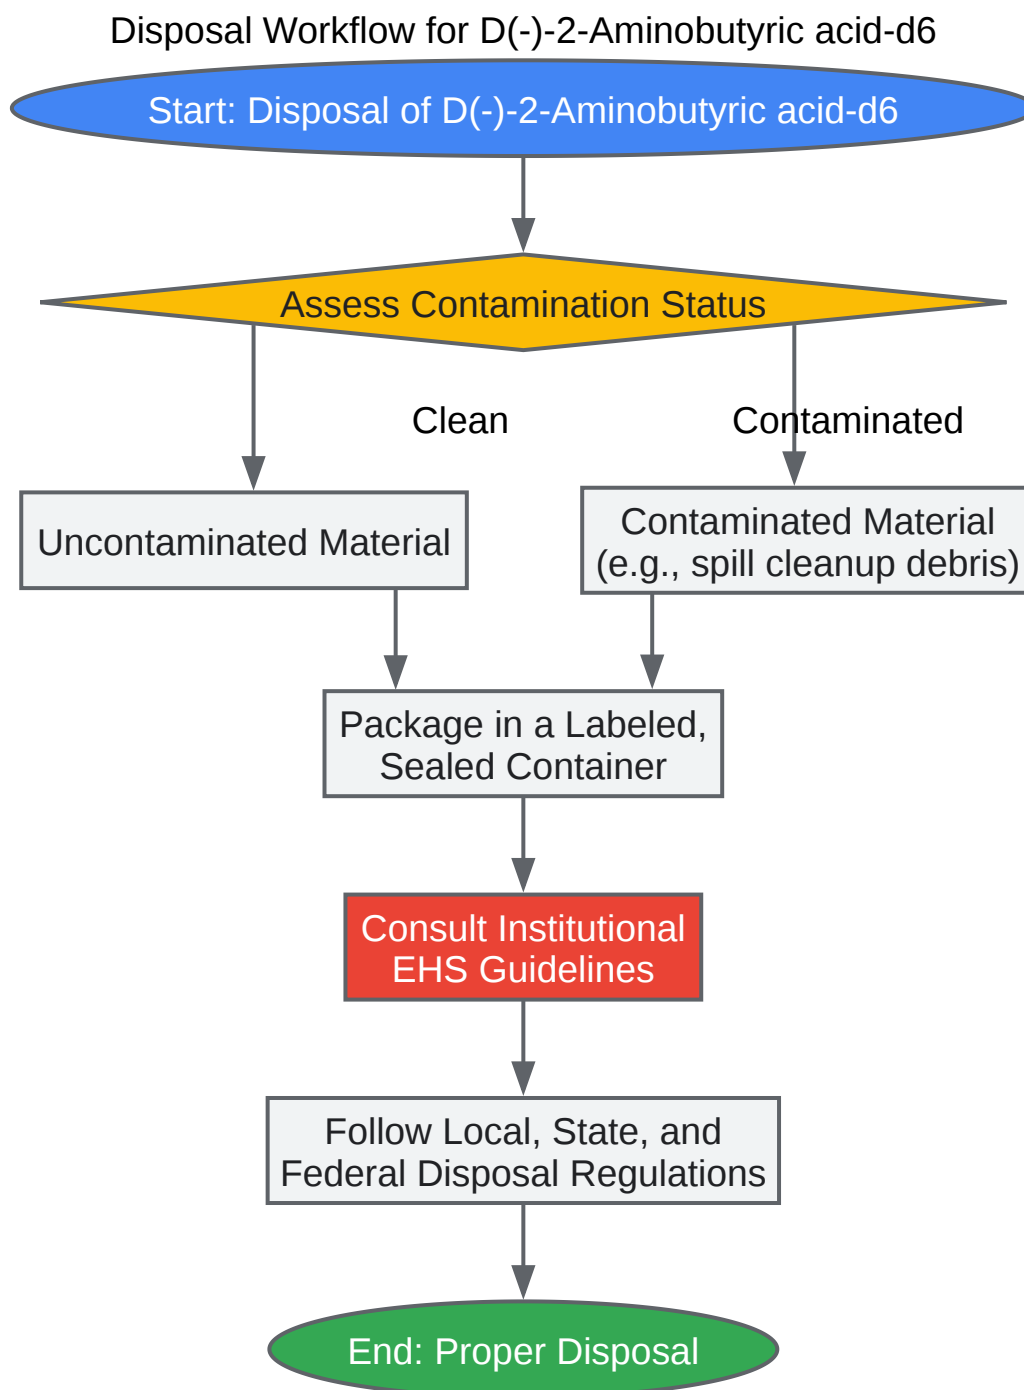 Disposal Workflow for D(-)-2-Aminobutyric acid-d6
Start: Disposal of D(-)-2-Aminobutyric acid-d6
Assess Contamination Status
Clean
Contaminated
Uncontaminated Material
Contaminated Material
(e.g., spill cleanup debris)
Package in a Labeled,
Sealed Container
Consult Institutional
EHS Guidelines
Follow Local, State, and
Federal Disposal Regulations
End: Proper Disposal